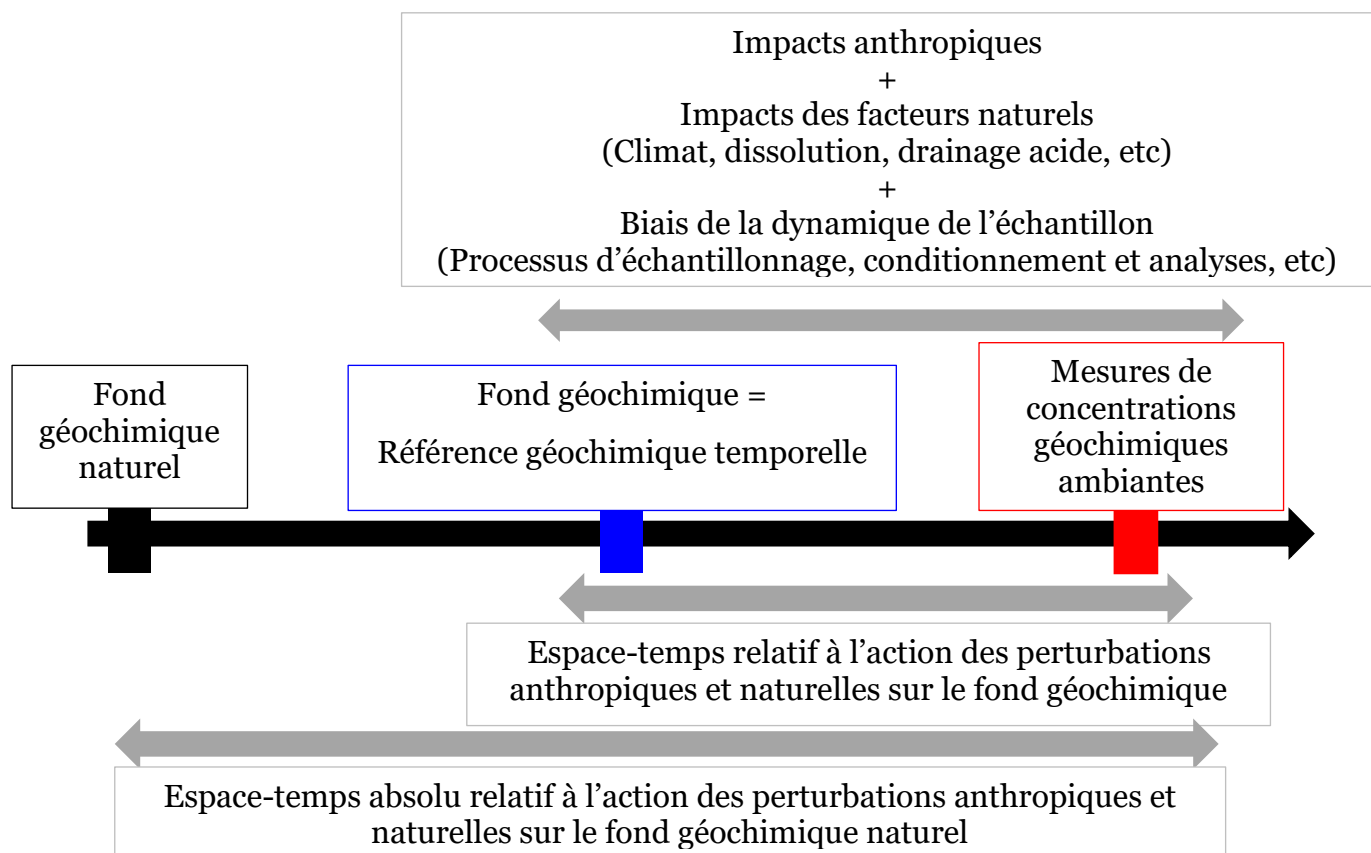 Impacts anthropiques
+
Impacts des facteurs naturels
(Climat, dissolution, drainage acide, etc)
+
Biais de la dynamique de l’échantillon
(Processus d’échantillonnage, conditionnement et analyses, etc)
Fond
géochimique
naturel
Fond géochimique =
Référence géochimique temporelle
Mesures de
concentrations
géochimiques
ambiantes
Espace-temps relatif à l’action des perturbations
anthropiques et naturelles sur le fond géochimique
Espace-temps absolu relatif à l’action des perturbations anthropiques et
naturelles sur le fond géochimique naturel